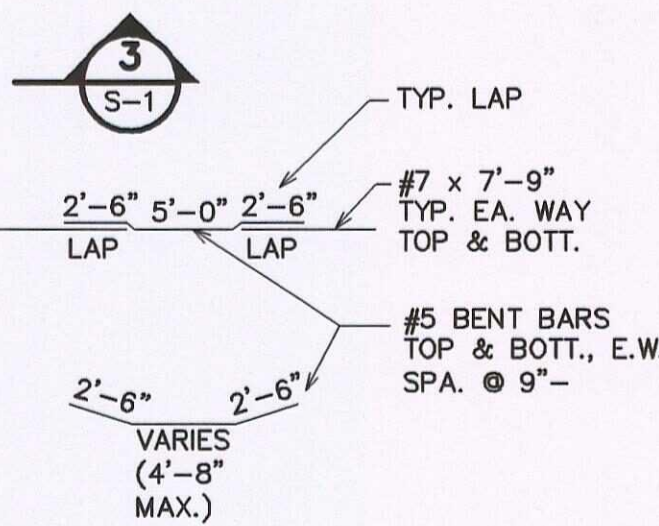 3
S-1
TYP. LAP
#7 x 7'-9"
TYP. EA. WAY
TOP & BOTT.
2'-6" 5'-0" 2'-6"
LAP LAP
#5 BENT BARS
TOP & BOTT., E.W.
SPA. @ 9"-
2'-6" 2'-6"
VARIES
(4'-8"
MAX.)